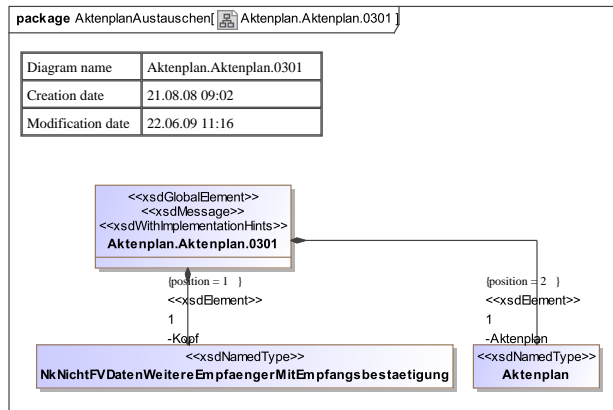 package AktenplanAustauschen[ Aktenplan.Aktenplan.0301 ]
Diagram name Aktenplan.Aktenplan.0301
Creation date 21.08.08 09:02
Modification date 22.06.09 11:16
<<xsdGlobalElement>>
<<xsdMessage>>
<<xsdWithImplementationHints>>
Aktenplan.Aktenplan.0301
{position = 1 }
<<xsdElement>>
1
-Kopf
{position = 2 }
<<xsdElement>>
1
-Aktenplan
<<xsdNamedType>>
NkNichtFVDatenWeitereEmpfaengerMitEmpfangsbestaetigung
<<xsdNamedType>>
Aktenplan